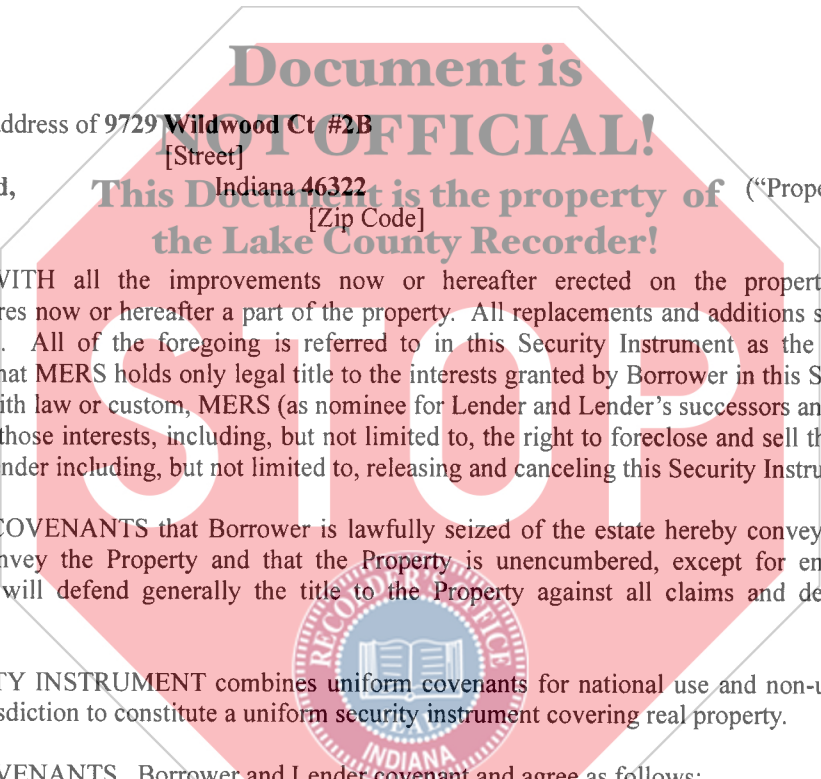 Document is
address of 9729 Wildwood Ct #2B
NOT OFFICIAL!
[Street]
d, Indiana 46322 ("Prope
This Document is the property of
[Zip Code]
the Lake County Recorder!
WITH all the improvements now or hereafter erected on the propert
res now or hereafter a part of the property. All replacements and additions s
. All of the foregoing is referred to in this Security Instrument as the
hat MERS holds only legal title to the interests granted by Borrower in this S
ith law or custom, MERS (as nominee for Lender and Lender's successors an
those interests, including, but not limited to, the right to foreclose and sell th
nder including, but not limited to, releasing and canceling this Security Instru
STOP
COVENANTS that Borrower is lawfully seized of the estate hereby convey
nvey the Property and that the Property is unencumbered, except for en
will defend generally the title to the Property against all claims and de
RECORDER'S OFFICE
TY INSTRUMENT combines uniform covenants for national use and non-u
sdiction to constitute a uniform security instrument covering real property.
SEAL
INDIANA
VENANTS. Borrower and Lender covenant and agree as follows: